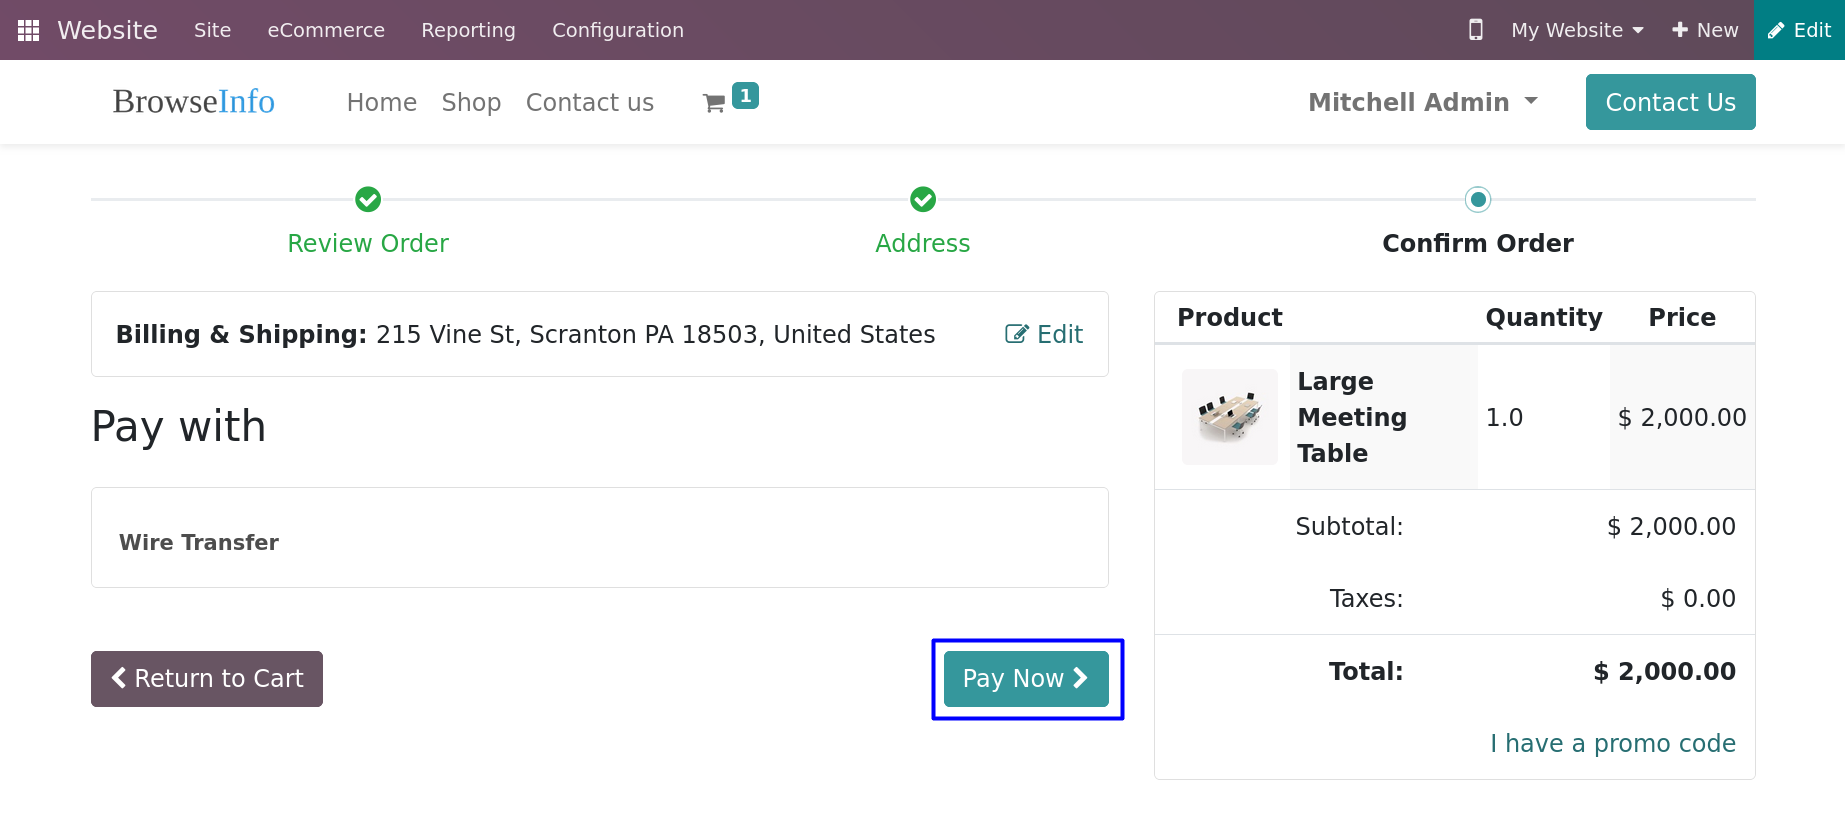 Website Site eCommerce Reporting Configuration My Website New Edit
BrowseInfo Home Shop Contact us 1 Mitchell Admin Contact Us
Review Order Address Confirm Order
Billing & Shipping: 215 Vine St, Scranton PA 18503, United States Edit
Pay with
Wire Transfer
Return to Cart Pay Now
Product Quantity Price
Large
Meeting
Table
1.0 $ 2,000.00
Subtotal: $ 2,000.00
Taxes: $ 0.00
Total: $ 2,000.00
I have a promo code